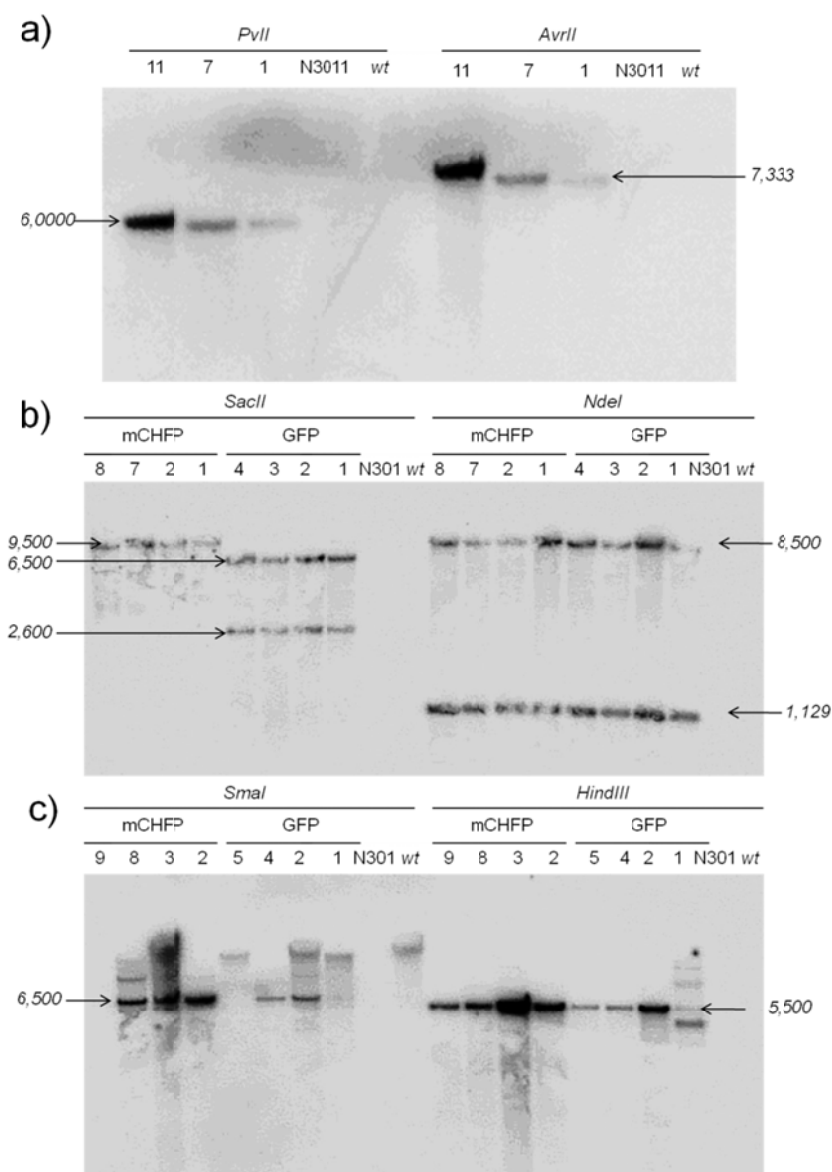 a)
PvII AvrII
11 7 1 N3011 wt 11 7 1 N3011 wt
7,333
6,0000
b)
SacII NdeI
mCHFP GFP mCHFP GFP
8 7 2 1 4 3 2 1 N301 wt 8 7 2 1 4 3 2 1 N301 wt
9,500 8,500
6,500
2,600
1,129
c)
SmaI HindIII
mCHFP GFP mCHFP GFP
9 8 3 2 5 4 2 1 N301 wt 9 8 3 2 5 4 2 1 N301 wt
6,500 5,500